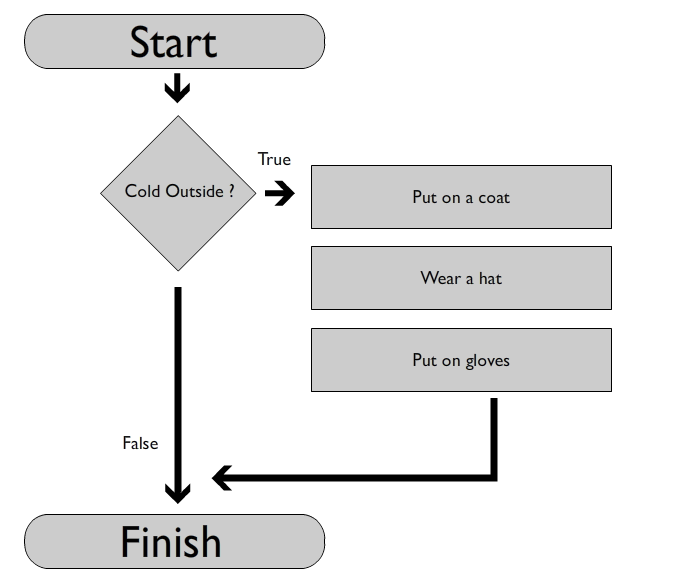 Start
Cold Outside ?
True
Put on a coat
Wear a hat
Put on gloves
False
Finish